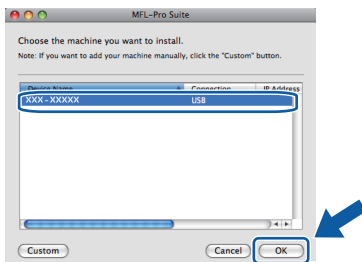 MFL-Pro Suite
Choose the machine you want to install.
Note: If you want to add your machine manually, click the "Custom" button.
Device Name Connection IP Address
XXX-XXXXX USB
Custom Cancel OK